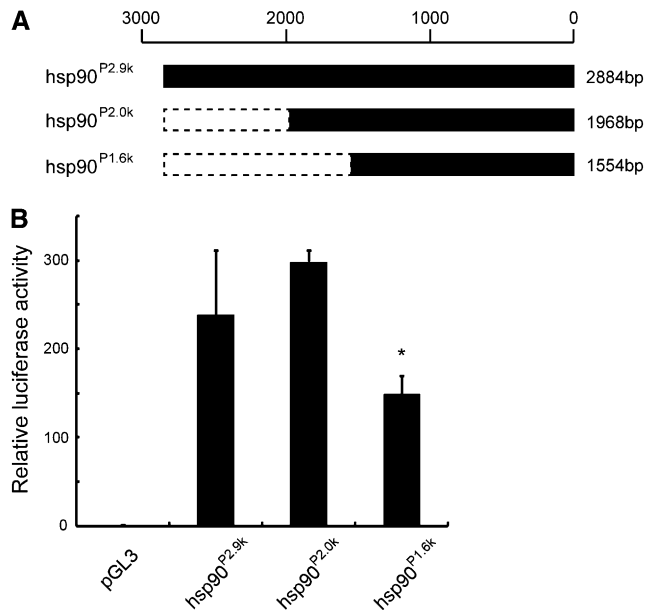 A
3000 2000 1000 0
hsp90P2.9k 2884bp
hsp90P2.0k 1968bp
hsp90P1.6k 1554bp
B
Relative luciferase activity
300
200
100
0
*
pGL3 hsp90P2.9k hsp90P2.0k hsp90P1.6k